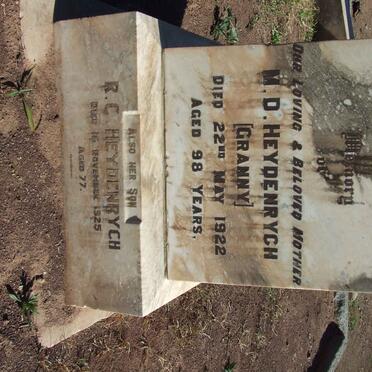 Memory
of
Our Loving & Beloved Mother
M. D. HEYDENRYCH
[GRANNY]
DIED 22ND MAY 1922
AGED 98 YEARS.
ALSO HER SON
R. C. HEYDENRYCH
DIED 16 NOVEMBER 1925
AGED 77.